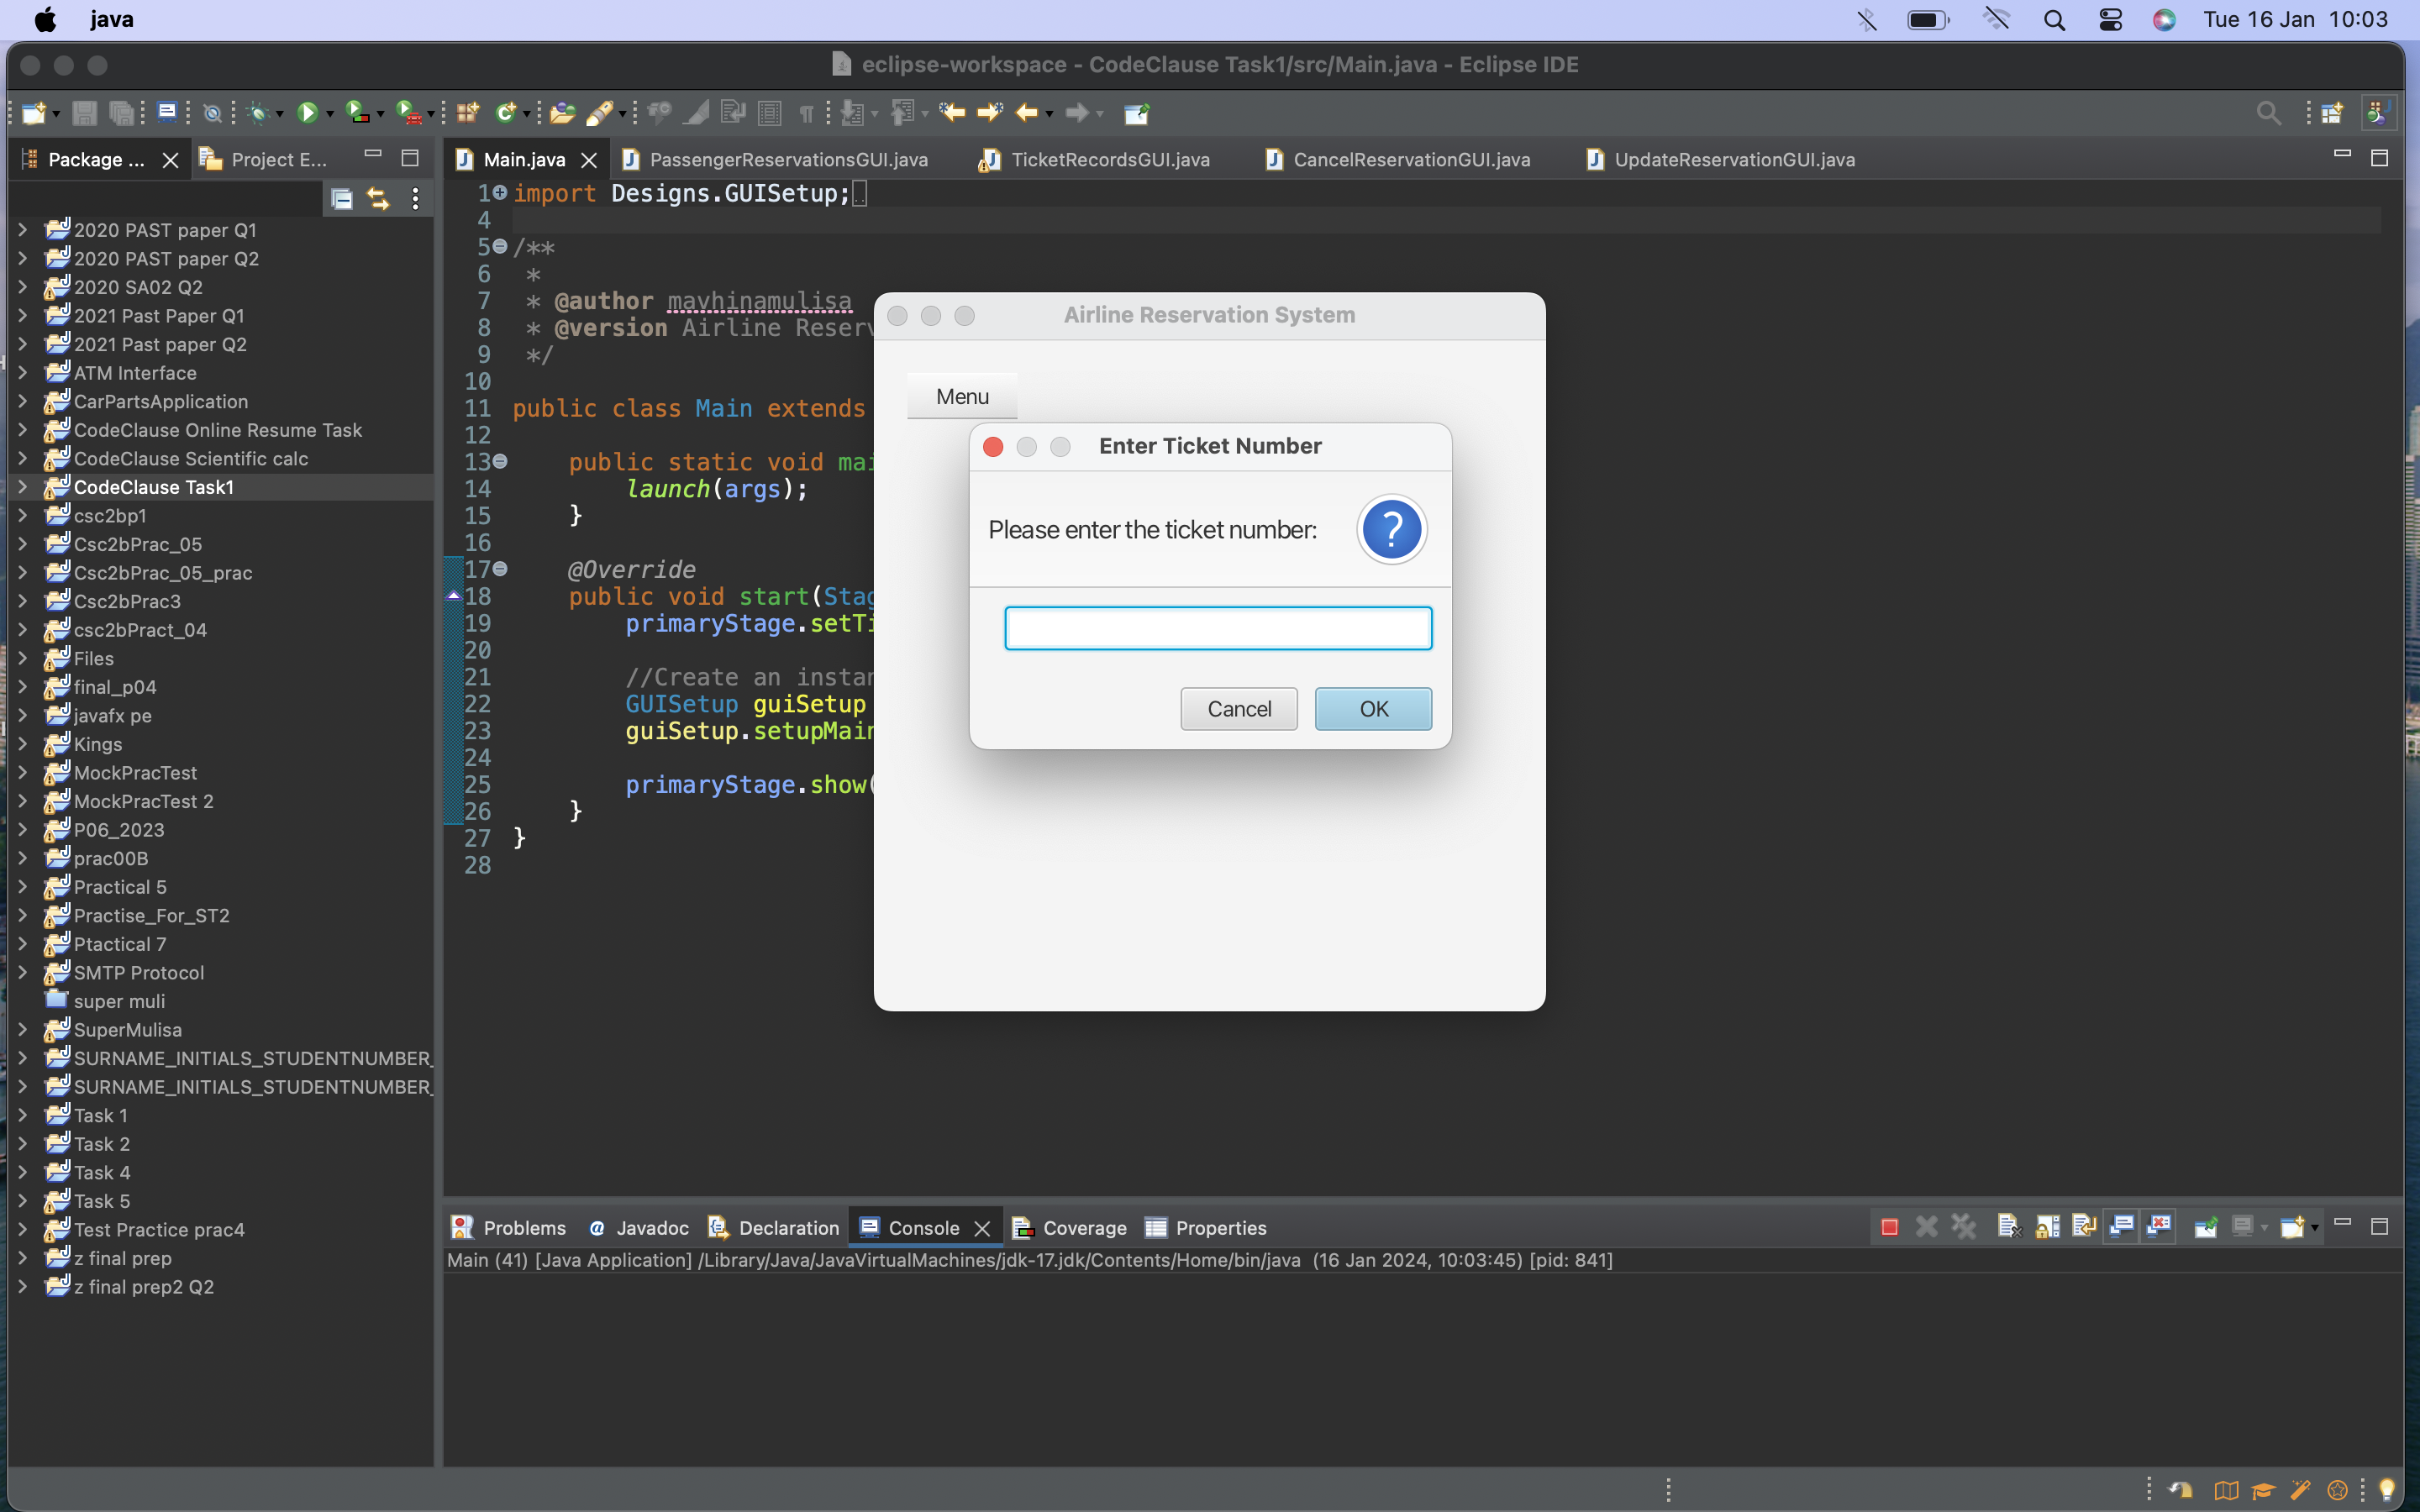 java
Tue 16 Jan 10:03
eclipse-workspace - CodeClause Task1/src/Main.java - Eclipse IDE
Package ...
Project E...
Main.java
PassengerReservationsGUI.java
TicketRecordsGUI.java
CancelReservationGUI.java
UpdateReservationGUI.java
2020 PAST paper Q1
2020 PAST paper Q2
2020 SA02 Q2
2021 Past Paper Q1
2021 Past paper Q2
ATM Interface
CarPartsApplication
CodeClause Online Resume Task
CodeClause Scientific calc
CodeClause Task1
csc2bp1
Csc2bPrac_05
Csc2bPrac_05_prac
Csc2bPrac3
csc2bPract_04
Files
final_p04
javafx pe
Kings
MockPracTest
MockPracTest 2
P06_2023
prac00B
Practical 5
Practise_For_ST2
Ptactical 7
SMTP Protocol
super muli
SuperMulisa
SURNAME_INITIALS_STUDENTNUMBER_
SURNAME_INITIALS_STUDENTNUMBER_
Task 1
Task 2
Task 4
Task 5
Test Practice prac4
z final prep
z final prep2 Q2
1 import Designs.GUISetup;
4
5 /**
6 *
7 * @author mavhinamulisa
8 * @version Airline Reserv
9 */
10
11 public class Main extends
12
13 public static void mai
14 launch(args);
15 }
16
17 @Override
18 public void start(Stag
19 primaryStage.setTi
20
21 //Create an instan
22 GUISetup guiSetup
23 guiSetup.setupMain
24
25 primaryStage.show(
26 }
27 }
28
Airline Reservation System
Menu
Enter Ticket Number
Please enter the ticket number:
?
Cancel
OK
Problems
@ Javadoc
Declaration
Console
Coverage
Properties
Main (41) [Java Application] /Library/Java/JavaVirtualMachines/jdk-17.jdk/Contents/Home/bin/java (16 Jan 2024, 10:03:45) [pid: 841]